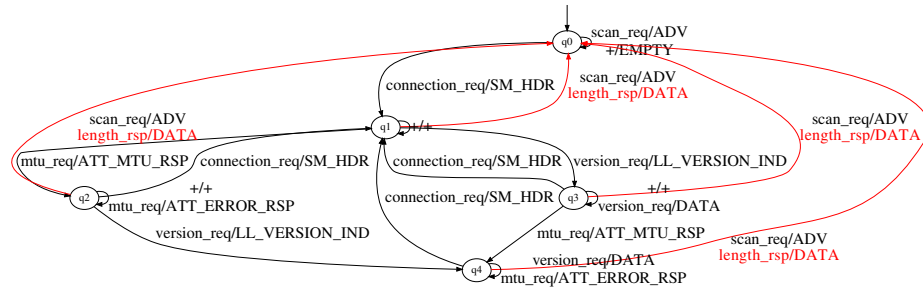 scan_req/ADV
q0
+/EMPTY
connection_req/SM_HDR
scan_req/ADV
length_rsp/DATA
scan_req/ADV
length_rsp/DATA
scan_req/ADV
length_rsp/DATA
q1
+/+
mtu_req/ATT_MTU_RSP
connection_req/SM_HDR
connection_req/SM_HDR
version_req/LL_VERSION_IND
q2
+/+
mtu_req/ATT_ERROR_RSP
connection_req/SM_HDR
q3
+/+
version_req/DATA
version_req/LL_VERSION_IND
mtu_req/ATT_MTU_RSP
scan_req/ADV
length_rsp/DATA
q4
version_req/DATA
mtu_req/ATT_ERROR_RSP